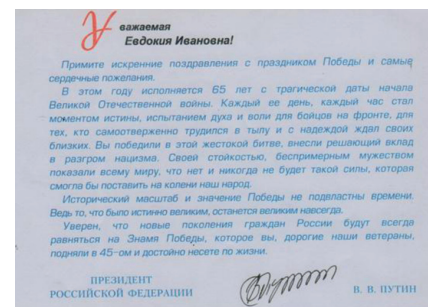 Уважаемая
Евдокия Ивановна!
Примите искренние поздравления с праздником Победы и самые
сердечные пожелания.
В этом году исполняется 65 лет с трагической даты начала
Великой Отечественной войны. Каждый ее день, каждый час стал
моментом истины, испытанием духа и воли для бойцов на фронте, для
тех, кто самоотверженно трудился в тылу и с надеждой ждал своих
близких. Вы победили в этой жестокой битве, внесли решающий вклад
в разгром нацизма. Своей стойкостью, беспримерным мужеством
показали всему миру, что нет и никогда не будет такой силы, которая
смогла бы поставить на колени наш народ.
Исторический масштаб и значение Победы не подвластны времени.
Ведь то, что было истинно великим, останется великим навсегда.
Уверен, что новые поколения граждан России будут всегда
равняться на Знамя Победы, которое вы, дорогие наши ветераны,
подняли в 45-ом и достойно несете по жизни.
ПРЕЗИДЕНТ
РОССИЙСКОЙ ФЕДЕРАЦИИ
В. В. ПУТИН